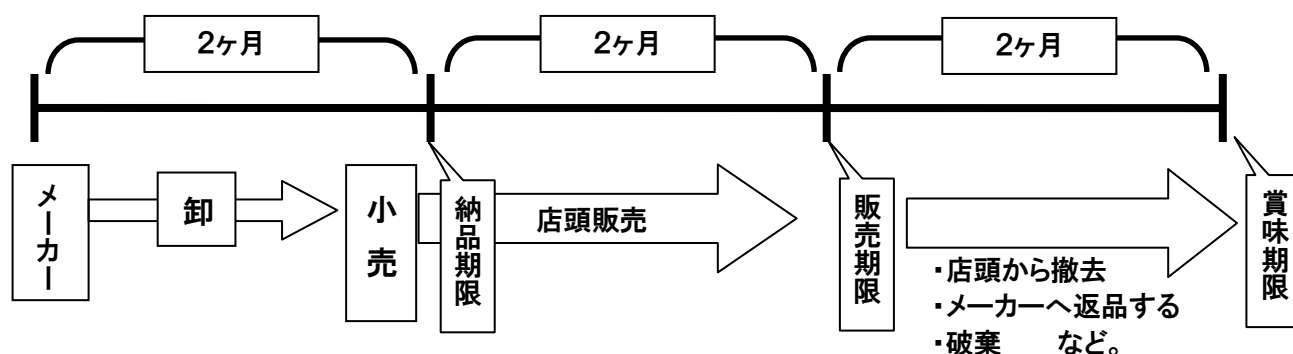 2ヶ月
2ヶ月
2ヶ月
メーカー
卸
小売
納品期限
店頭販売
販売期限
賞味期限
・店頭から撤去
・メーカーへ返品する
・破棄　　など。